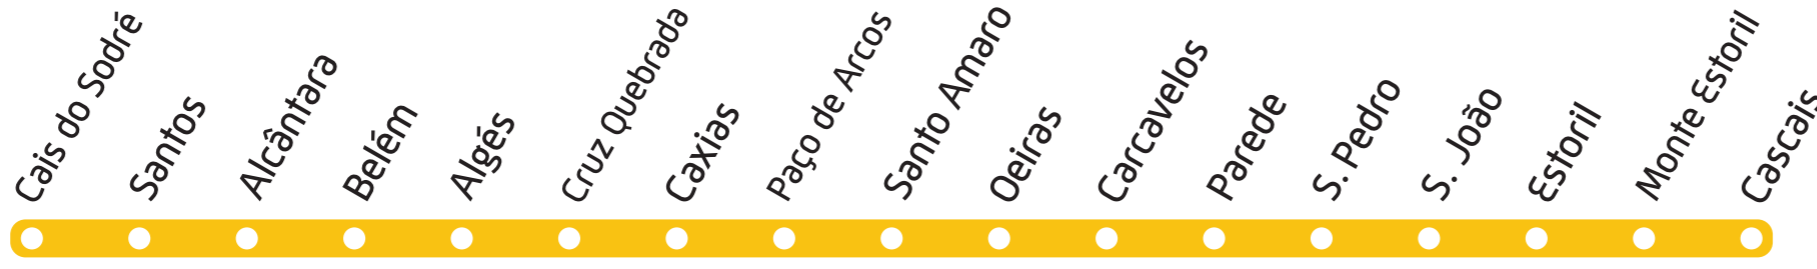 Cais do Sodré
Santos
Alcântara
Belém
Algés
Cruz Quebrada
Caxias
Paço de Arcos
Santo Amaro
Oeiras
Carcavelos
Parede
S. Pedro
S. João
Estoril
Monte Estoril
Cascais